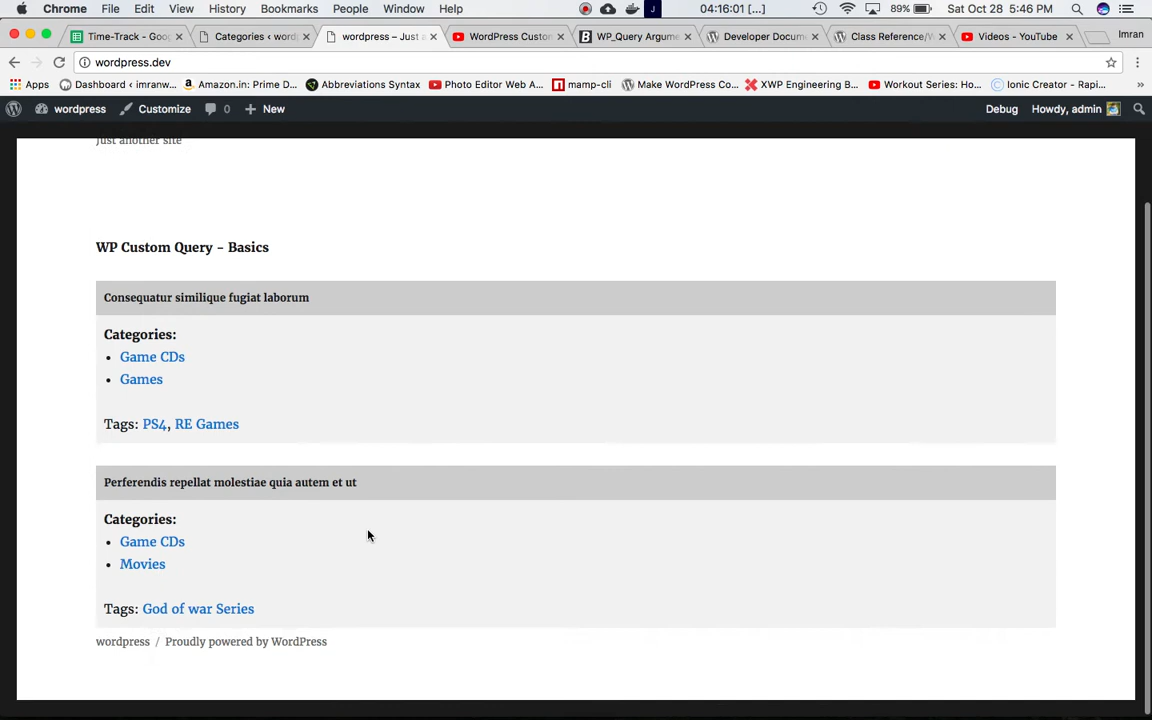 Chrome File Edit View History Bookmarks People Window Help J 04:16:01 [...] 89% Sat Oct 28 5:46 PM
Time-Track - Goo Categories ‹ word wordpress – Just a WordPress Custom WP_Query Argume Developer Docume Class Reference/W Videos - YouTube Imran
wordpress.dev
Apps Dashboard ‹ imranw... Amazon.in: Prime D... Abbreviations Syntax Photo Editor Web A... mamp-cli Make WordPress Co... XWP Engineering B... Workout Series: Ho... Ionic Creator - Rapi... »
wordpress Customize 0 + New Debug Howdy, admin
Just another site
WP Custom Query – Basics
Consequatur similique fugiat laborum
Categories:
• Game CDs
• Games
Tags: PS4, RE Games
Perferendis repellat molestiae quia autem et ut
Categories:
• Game CDs
• Movies
Tags: God of war Series
wordpress / Proudly powered by WordPress